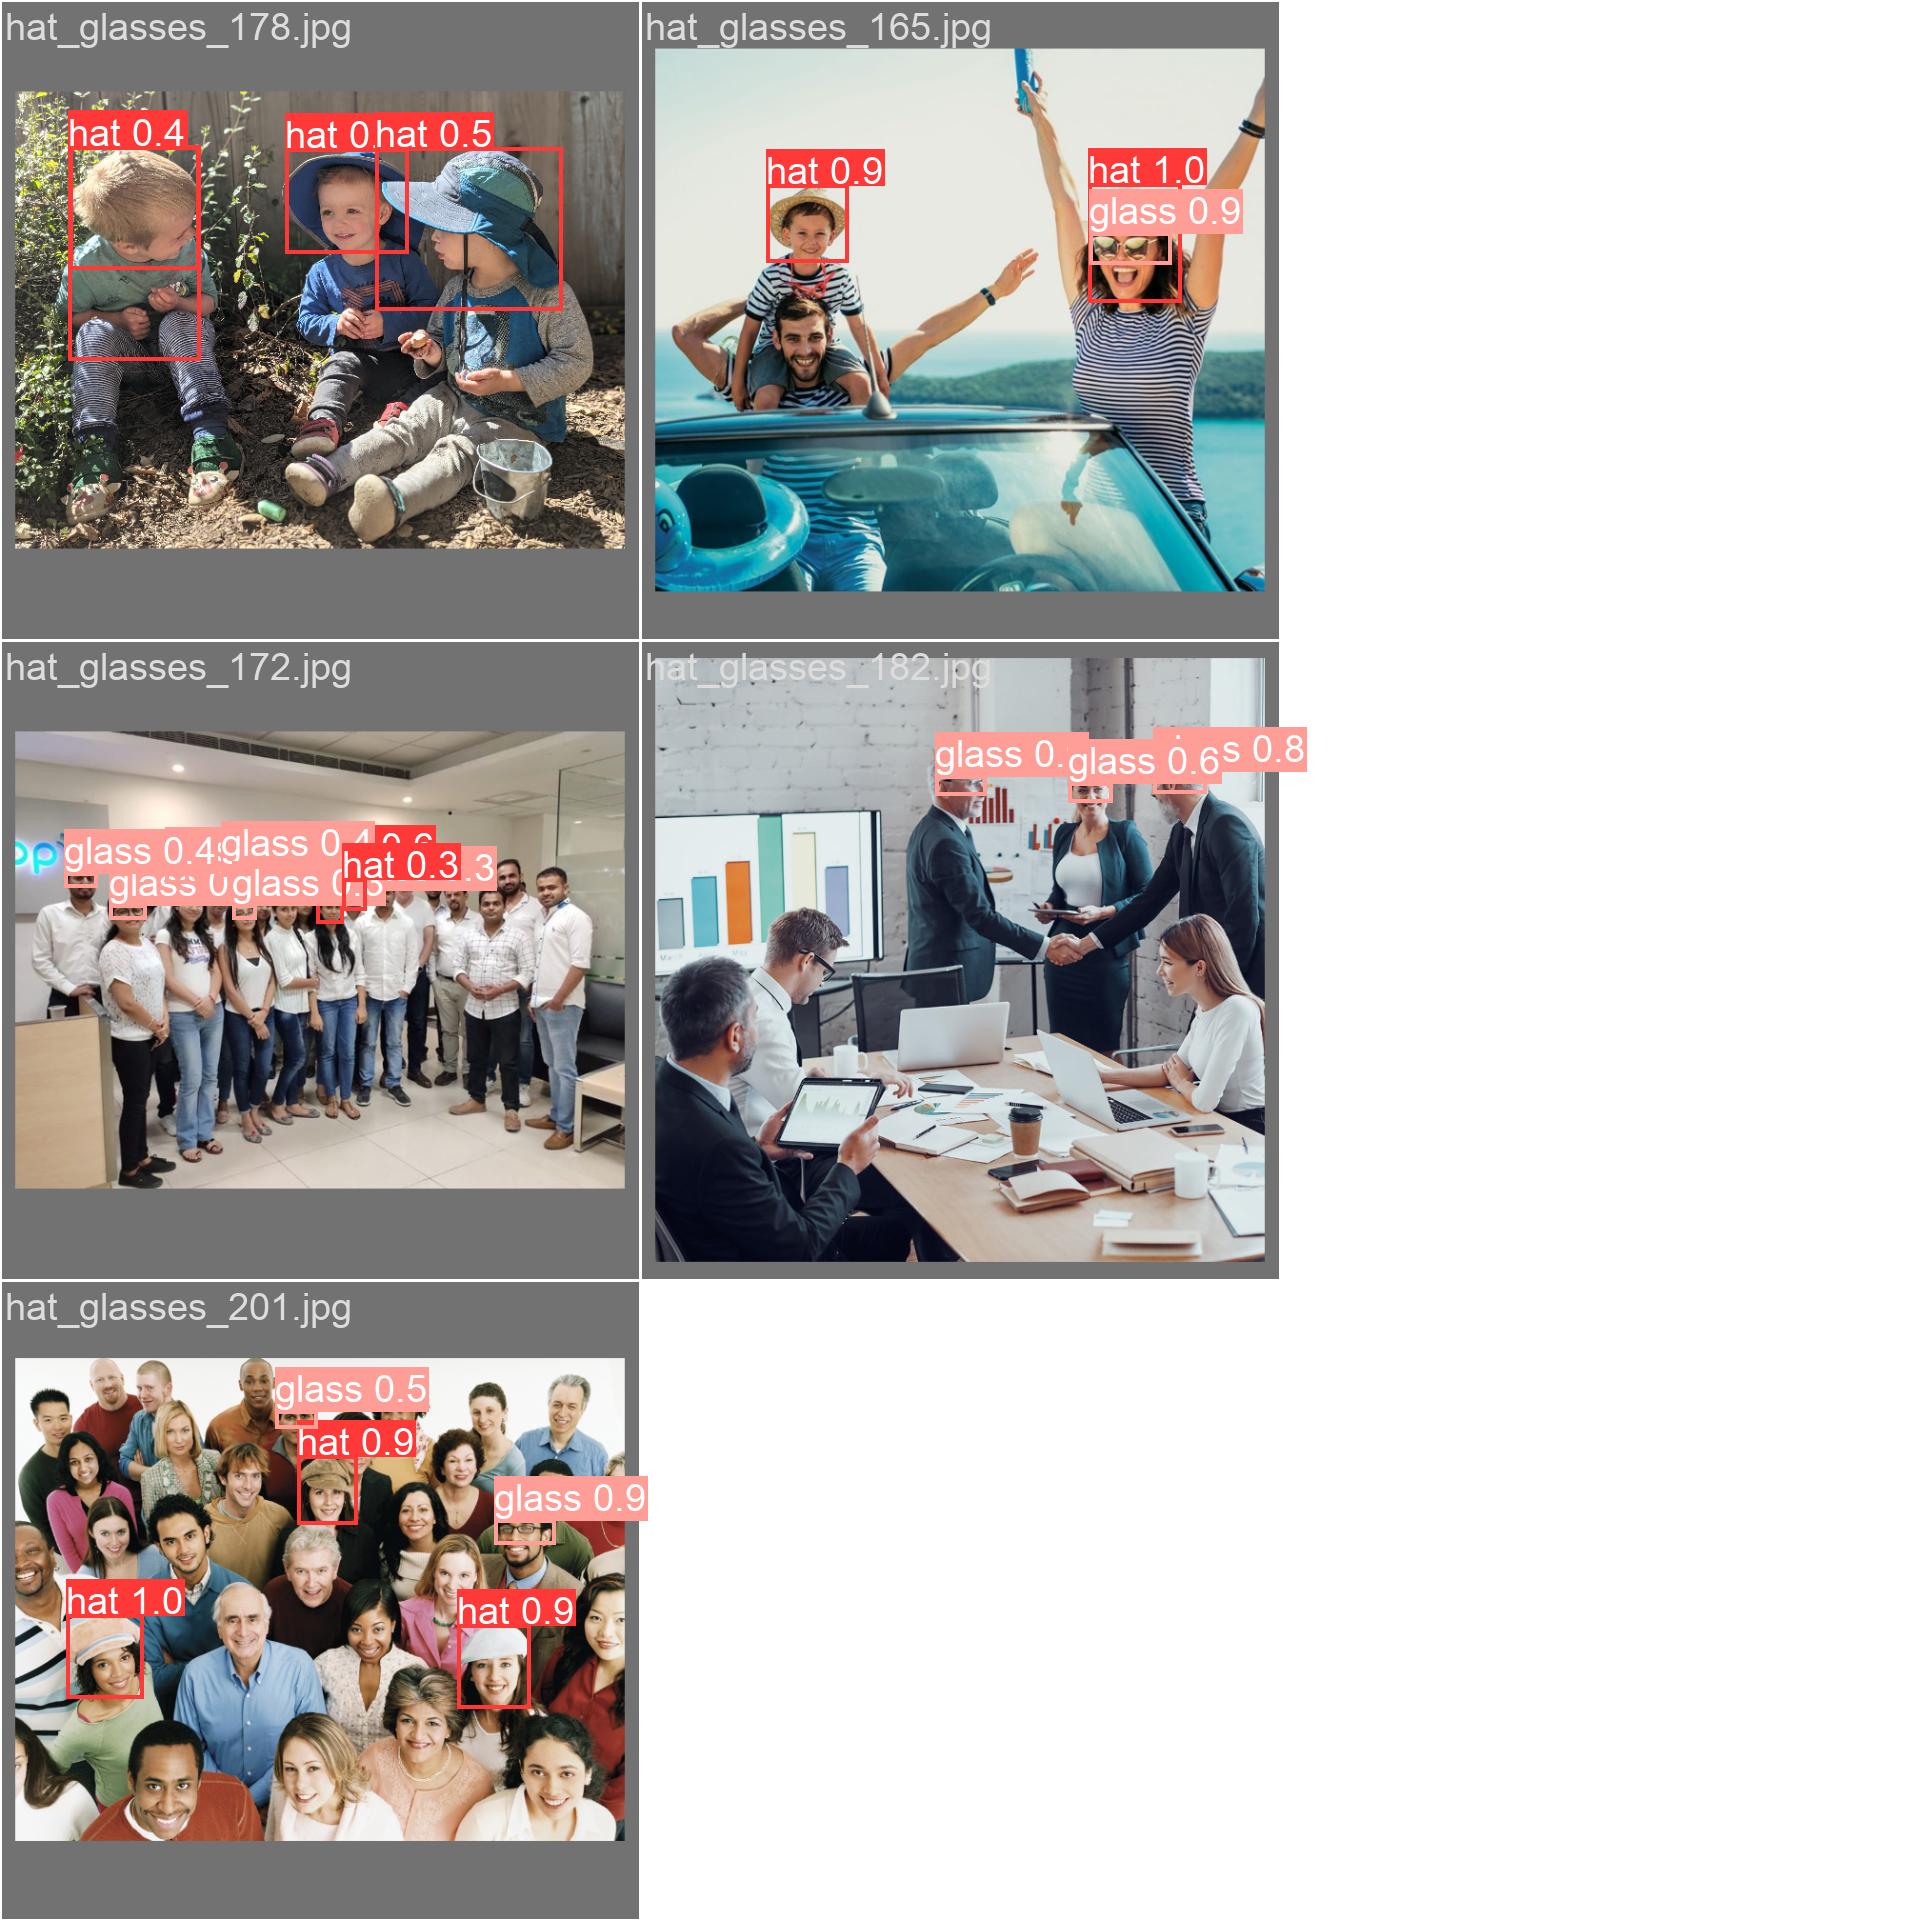 hat_glasses_178.jpg
hat 0.4
hat 0.
hat 0.5
hat_glasses_165.jpg
hat 0.9
hat 1.0
glass 0.9
hat_glasses_172.jpg
op
glass 0.4
glass 0.4
0.6
hat 0.3
.3
glass 0
glass 0.
hat_glasses_182.jpg
glass 0.
glass 0.6
s 0.8
hat_glasses_201.jpg
glass 0.5
hat 0.9
glass 0.9
hat 1.0
hat 0.9